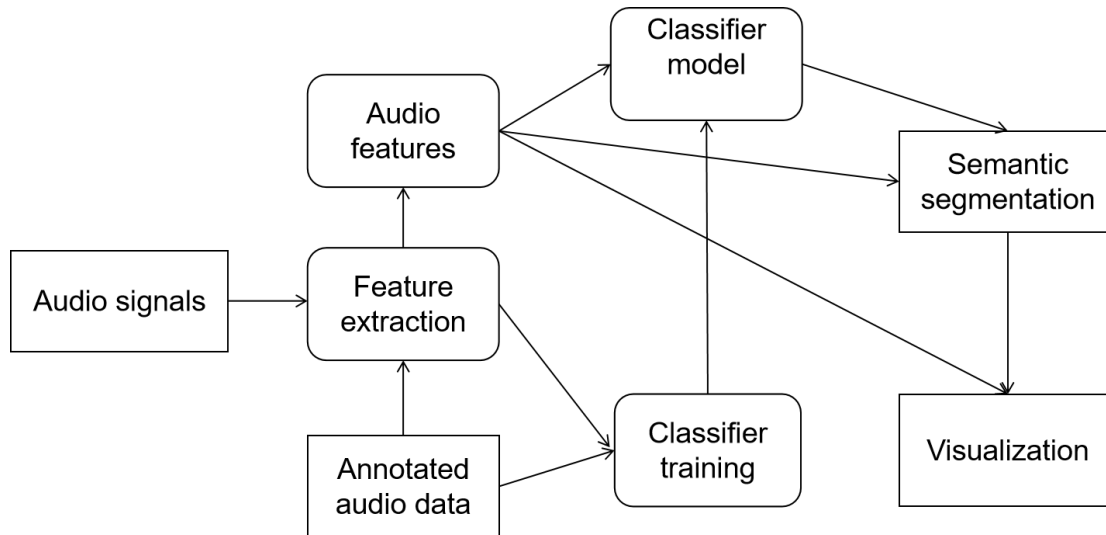 Classifier
model
Audio
features
Semantic
segmentation
Audio signals
Feature
extraction
Annotated
audio data
Classifier
training
Visualization